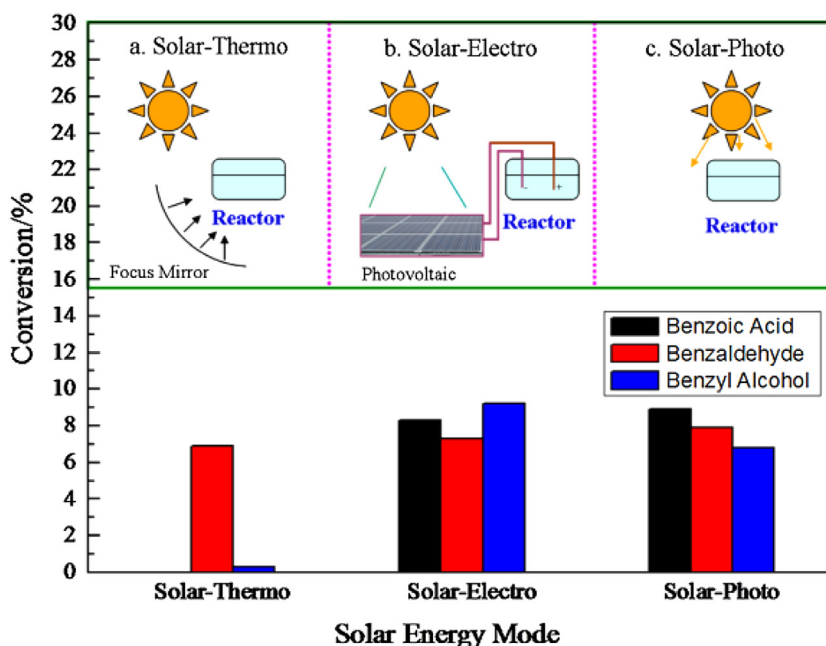 a. Solar-Thermo
b. Solar-Electro
c. Solar-Photo
Reactor
Focus Mirror
-
+
Reactor
Photovoltaic
Reactor
Conversion/%
30
28
26
24
22
20
18
16
14
12
10
8
6
4
2
0
Benzoic Acid
Benzaldehyde
Benzyl Alcohol
Solar-Thermo
Solar-Electro
Solar-Photo
Solar Energy Mode